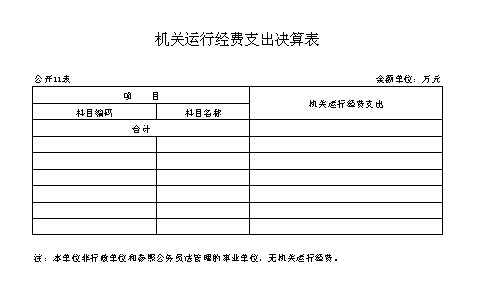 机关运行经费支出决算表
公开11表 金额单位：万元
项 目 机关运行经费支出
科目编码 科目名称
合计
注：本单位非行政单位和参照公务员法管理的事业单位，无机关运行经费。